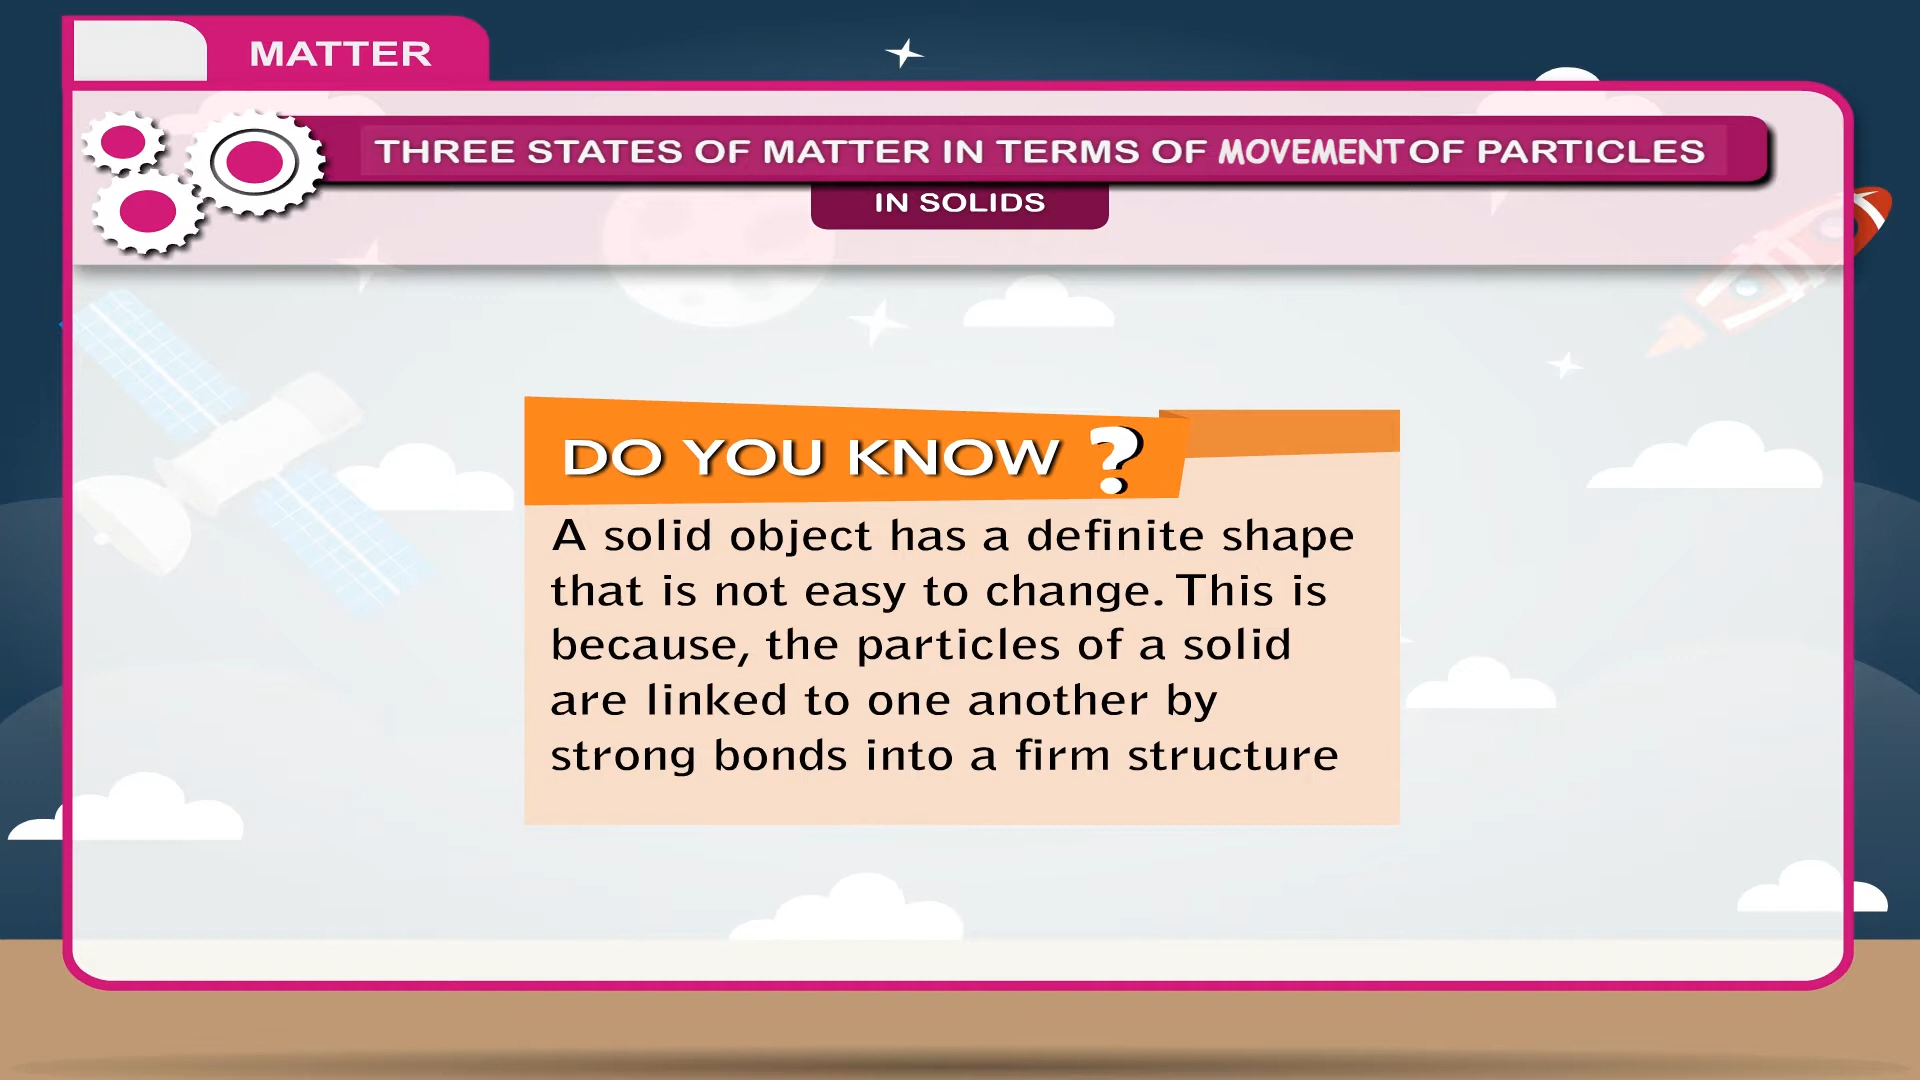 MATTER
THREE STATES OF MATTER IN TERMS OF MOVEMENT OF PARTICLES
IN SOLIDS
DO YOU KNOW ?
A solid object has a definite shape
that is not easy to change. This is
because, the particles of a solid
are linked to one another by
strong bonds into a firm structure